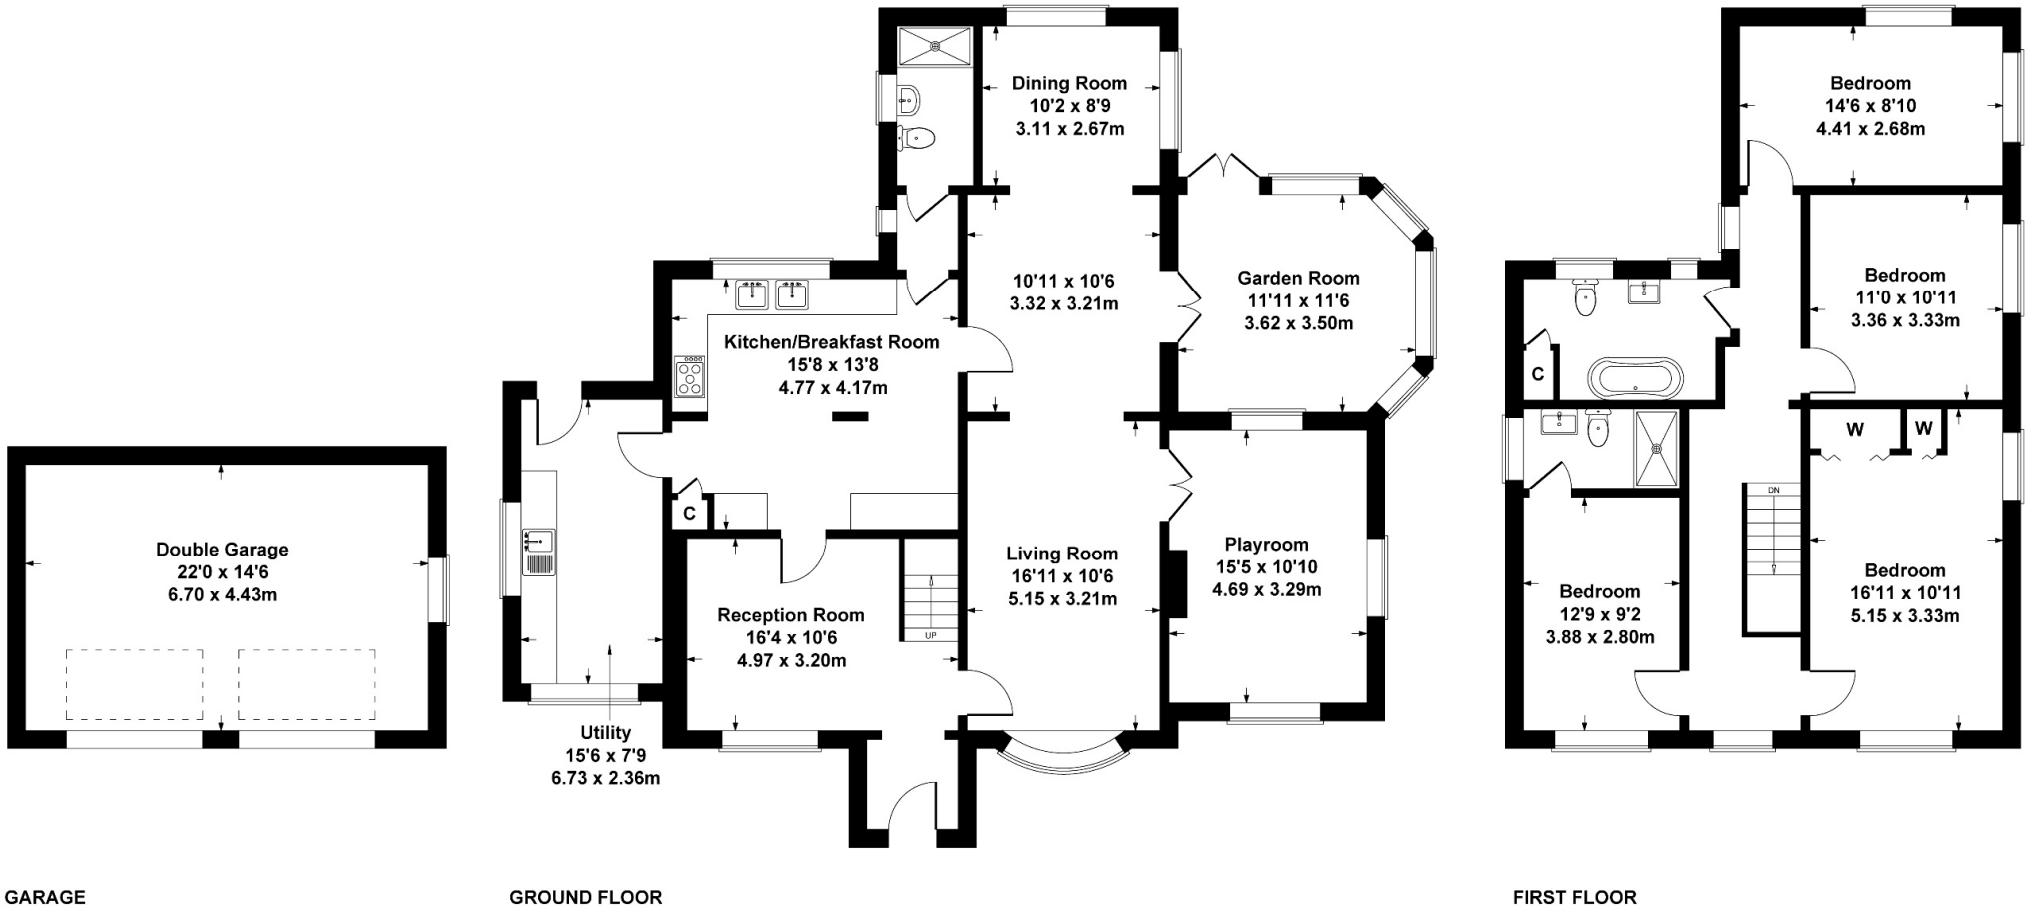 Double Garage
22'0 x 14'6
6.70 x 4.43m
GARAGE
Dining Room
10'2 x 8'9
3.11 x 2.67m
10'11 x 10'6
3.32 x 3.21m
Garden Room
11'11 x 11'6
3.62 x 3.50m
Kitchen/Breakfast Room
15'8 x 13'8
4.77 x 4.17m
C
Living Room
16'11 x 10'6
5.15 x 3.21m
Playroom
15'5 x 10'10
4.69 x 3.29m
Reception Room
16'4 x 10'6
4.97 x 3.20m
UP
Utility
15'6 x 7'9
6.73 x 2.36m
GROUND FLOOR
Bedroom
14'6 x 8'10
4.41 x 2.68m
Bedroom
11'0 x 10'11
3.36 x 3.33m
C
W
W
DN
Bedroom
16'11 x 10'11
5.15 x 3.33m
Bedroom
12'9 x 9'2
3.88 x 2.80m
FIRST FLOOR